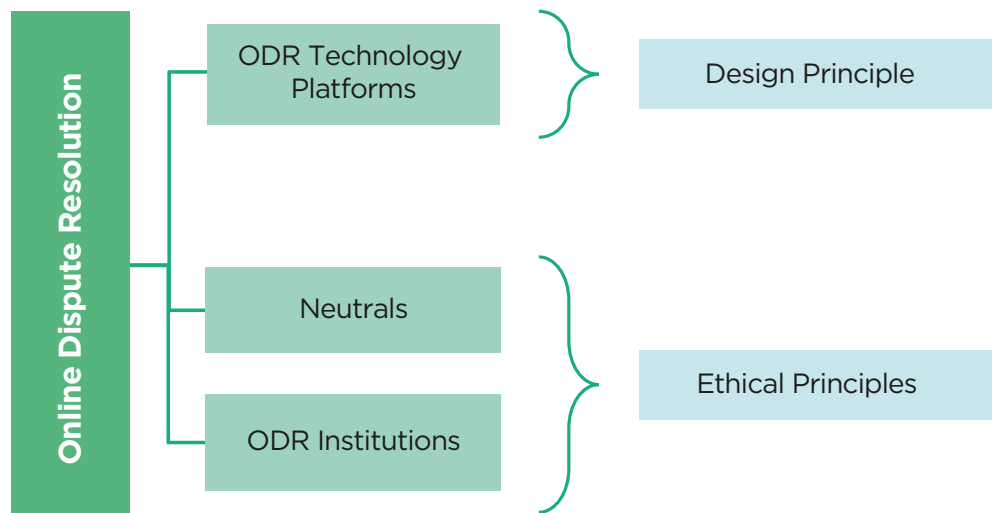 Online Dispute Resolution
ODR Technology
Platforms
Design Principle
Neutrals
Ethical Principles
ODR Institutions